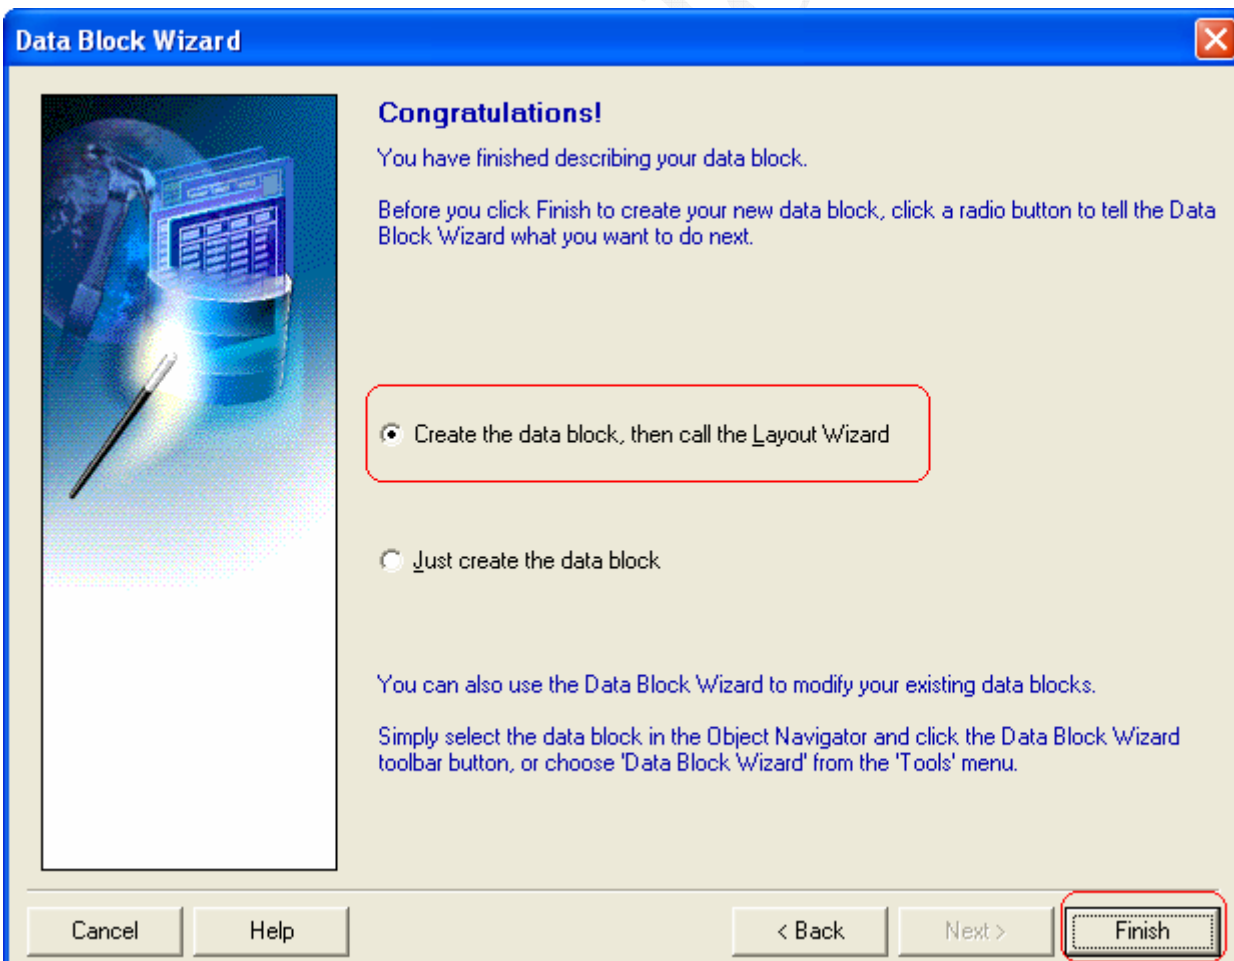 Data Block Wizard
Congratulations!
You have finished describing your data block.
Before you click Finish to create your new data block, click a radio button to tell the Data
Block Wizard what you want to do next.
Create the data block, then call the Layout Wizard
Just create the data block
You can also use the Data Block Wizard to modify your existing data blocks.
Simply select the data block in the Object Navigator and click the Data Block Wizard
toolbar button, or choose 'Data Block Wizard' from the 'Tools' menu.
Cancel
Help
< Back
Next >
Finish